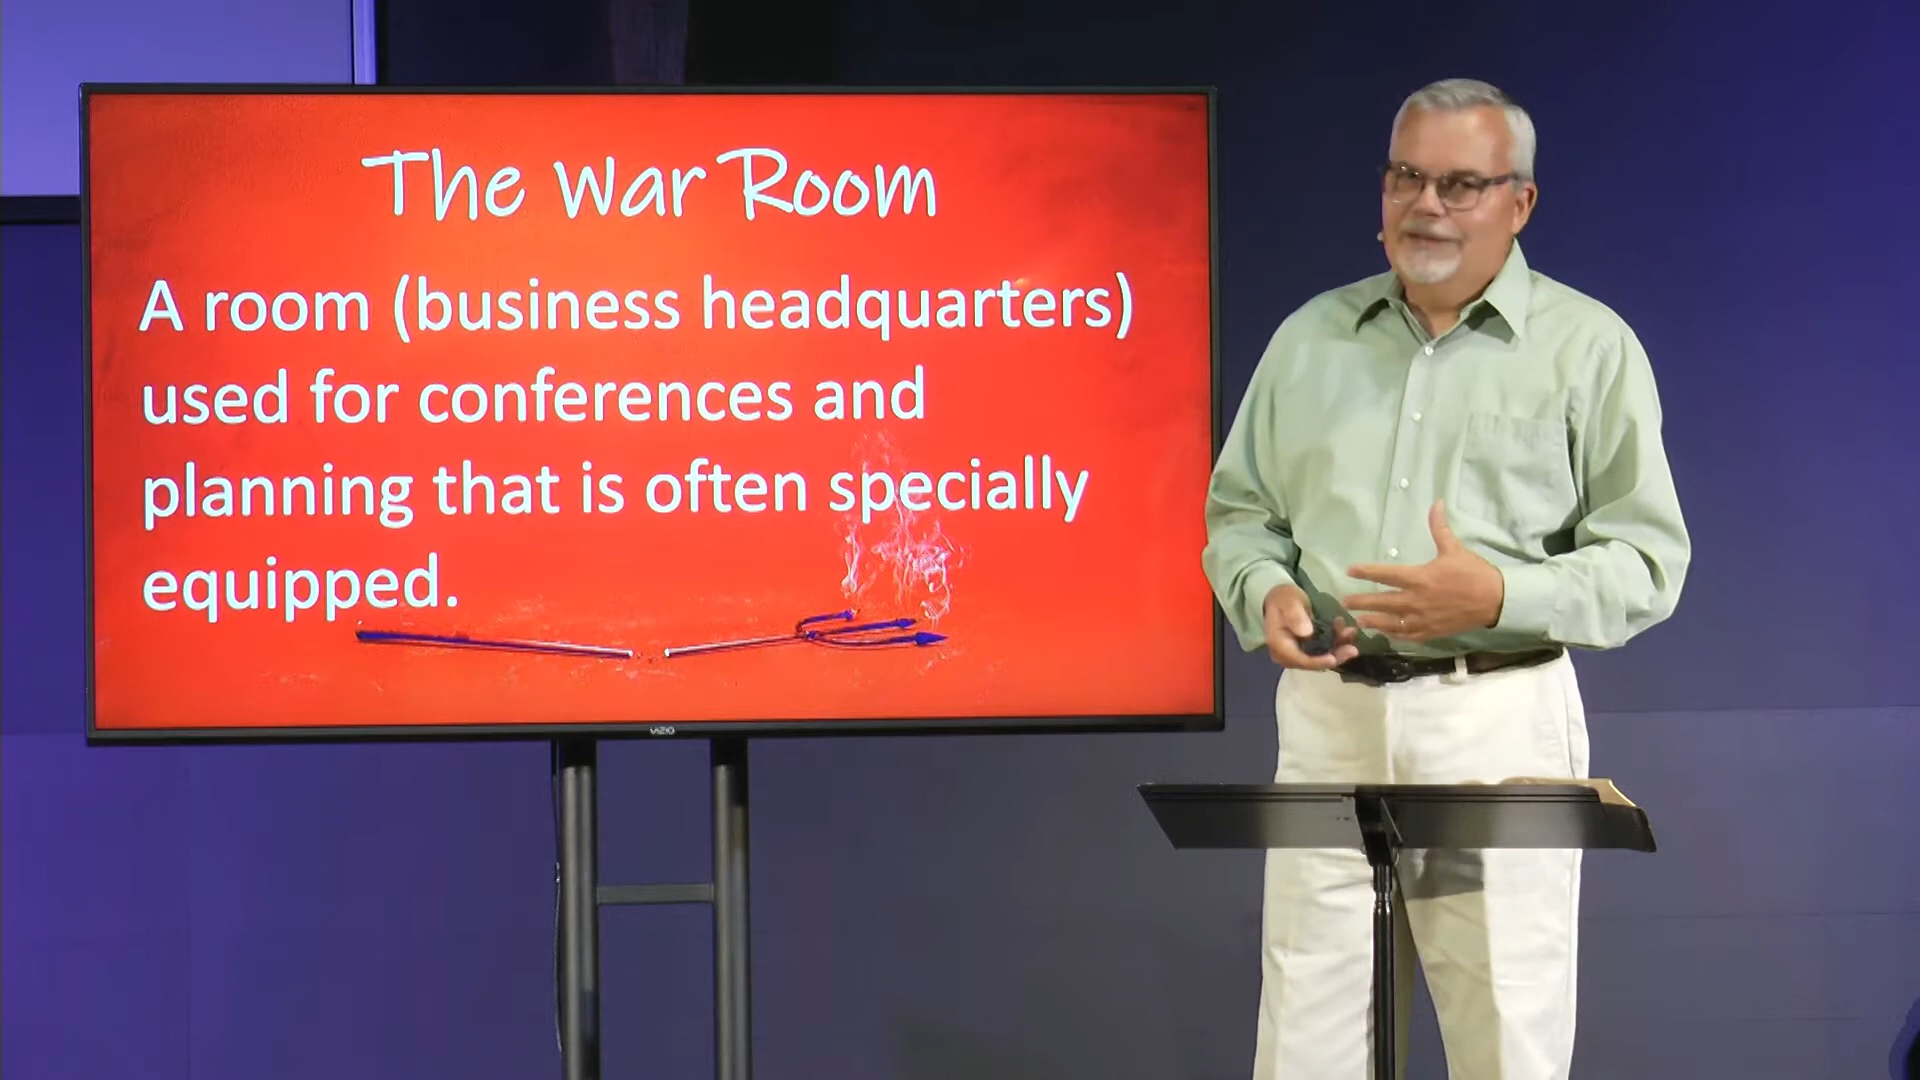 The War Room
A room (business headquarters)
used for conferences and
planning that is often specially
equipped.
VIZIO